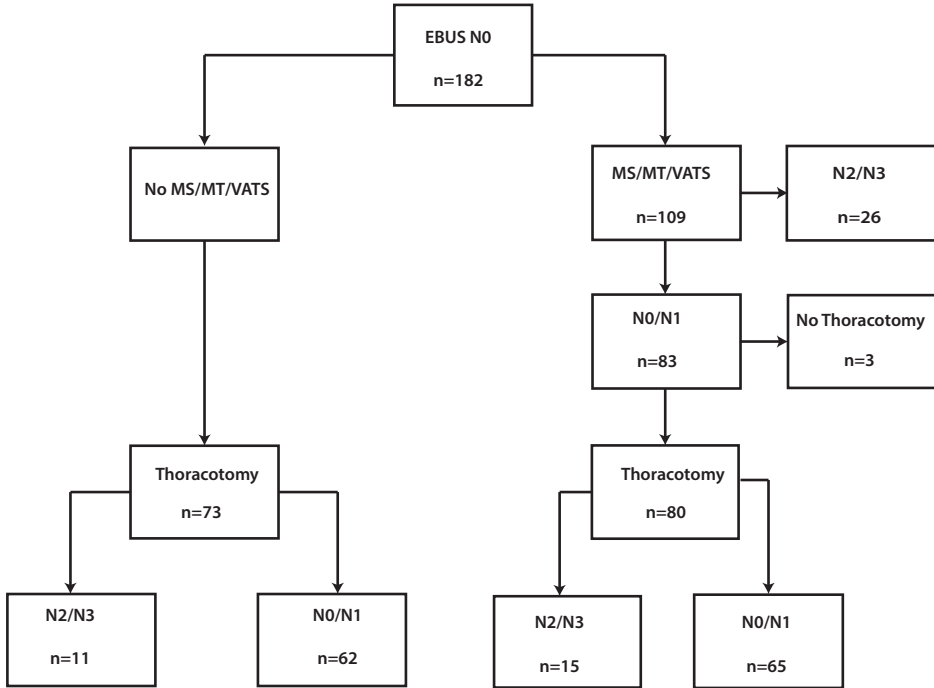 EBUS N0
n=182
No MS/MT/VATS
MS/MT/VATS
n=109
N2/N3
n=26
N0/N1
n=83
No Thoracotomy
n=3
Thoracotomy
n=73
Thoracotomy
n=80
N2/N3
n=11
N0/N1
n=62
N2/N3
n=15
N0/N1
n=65